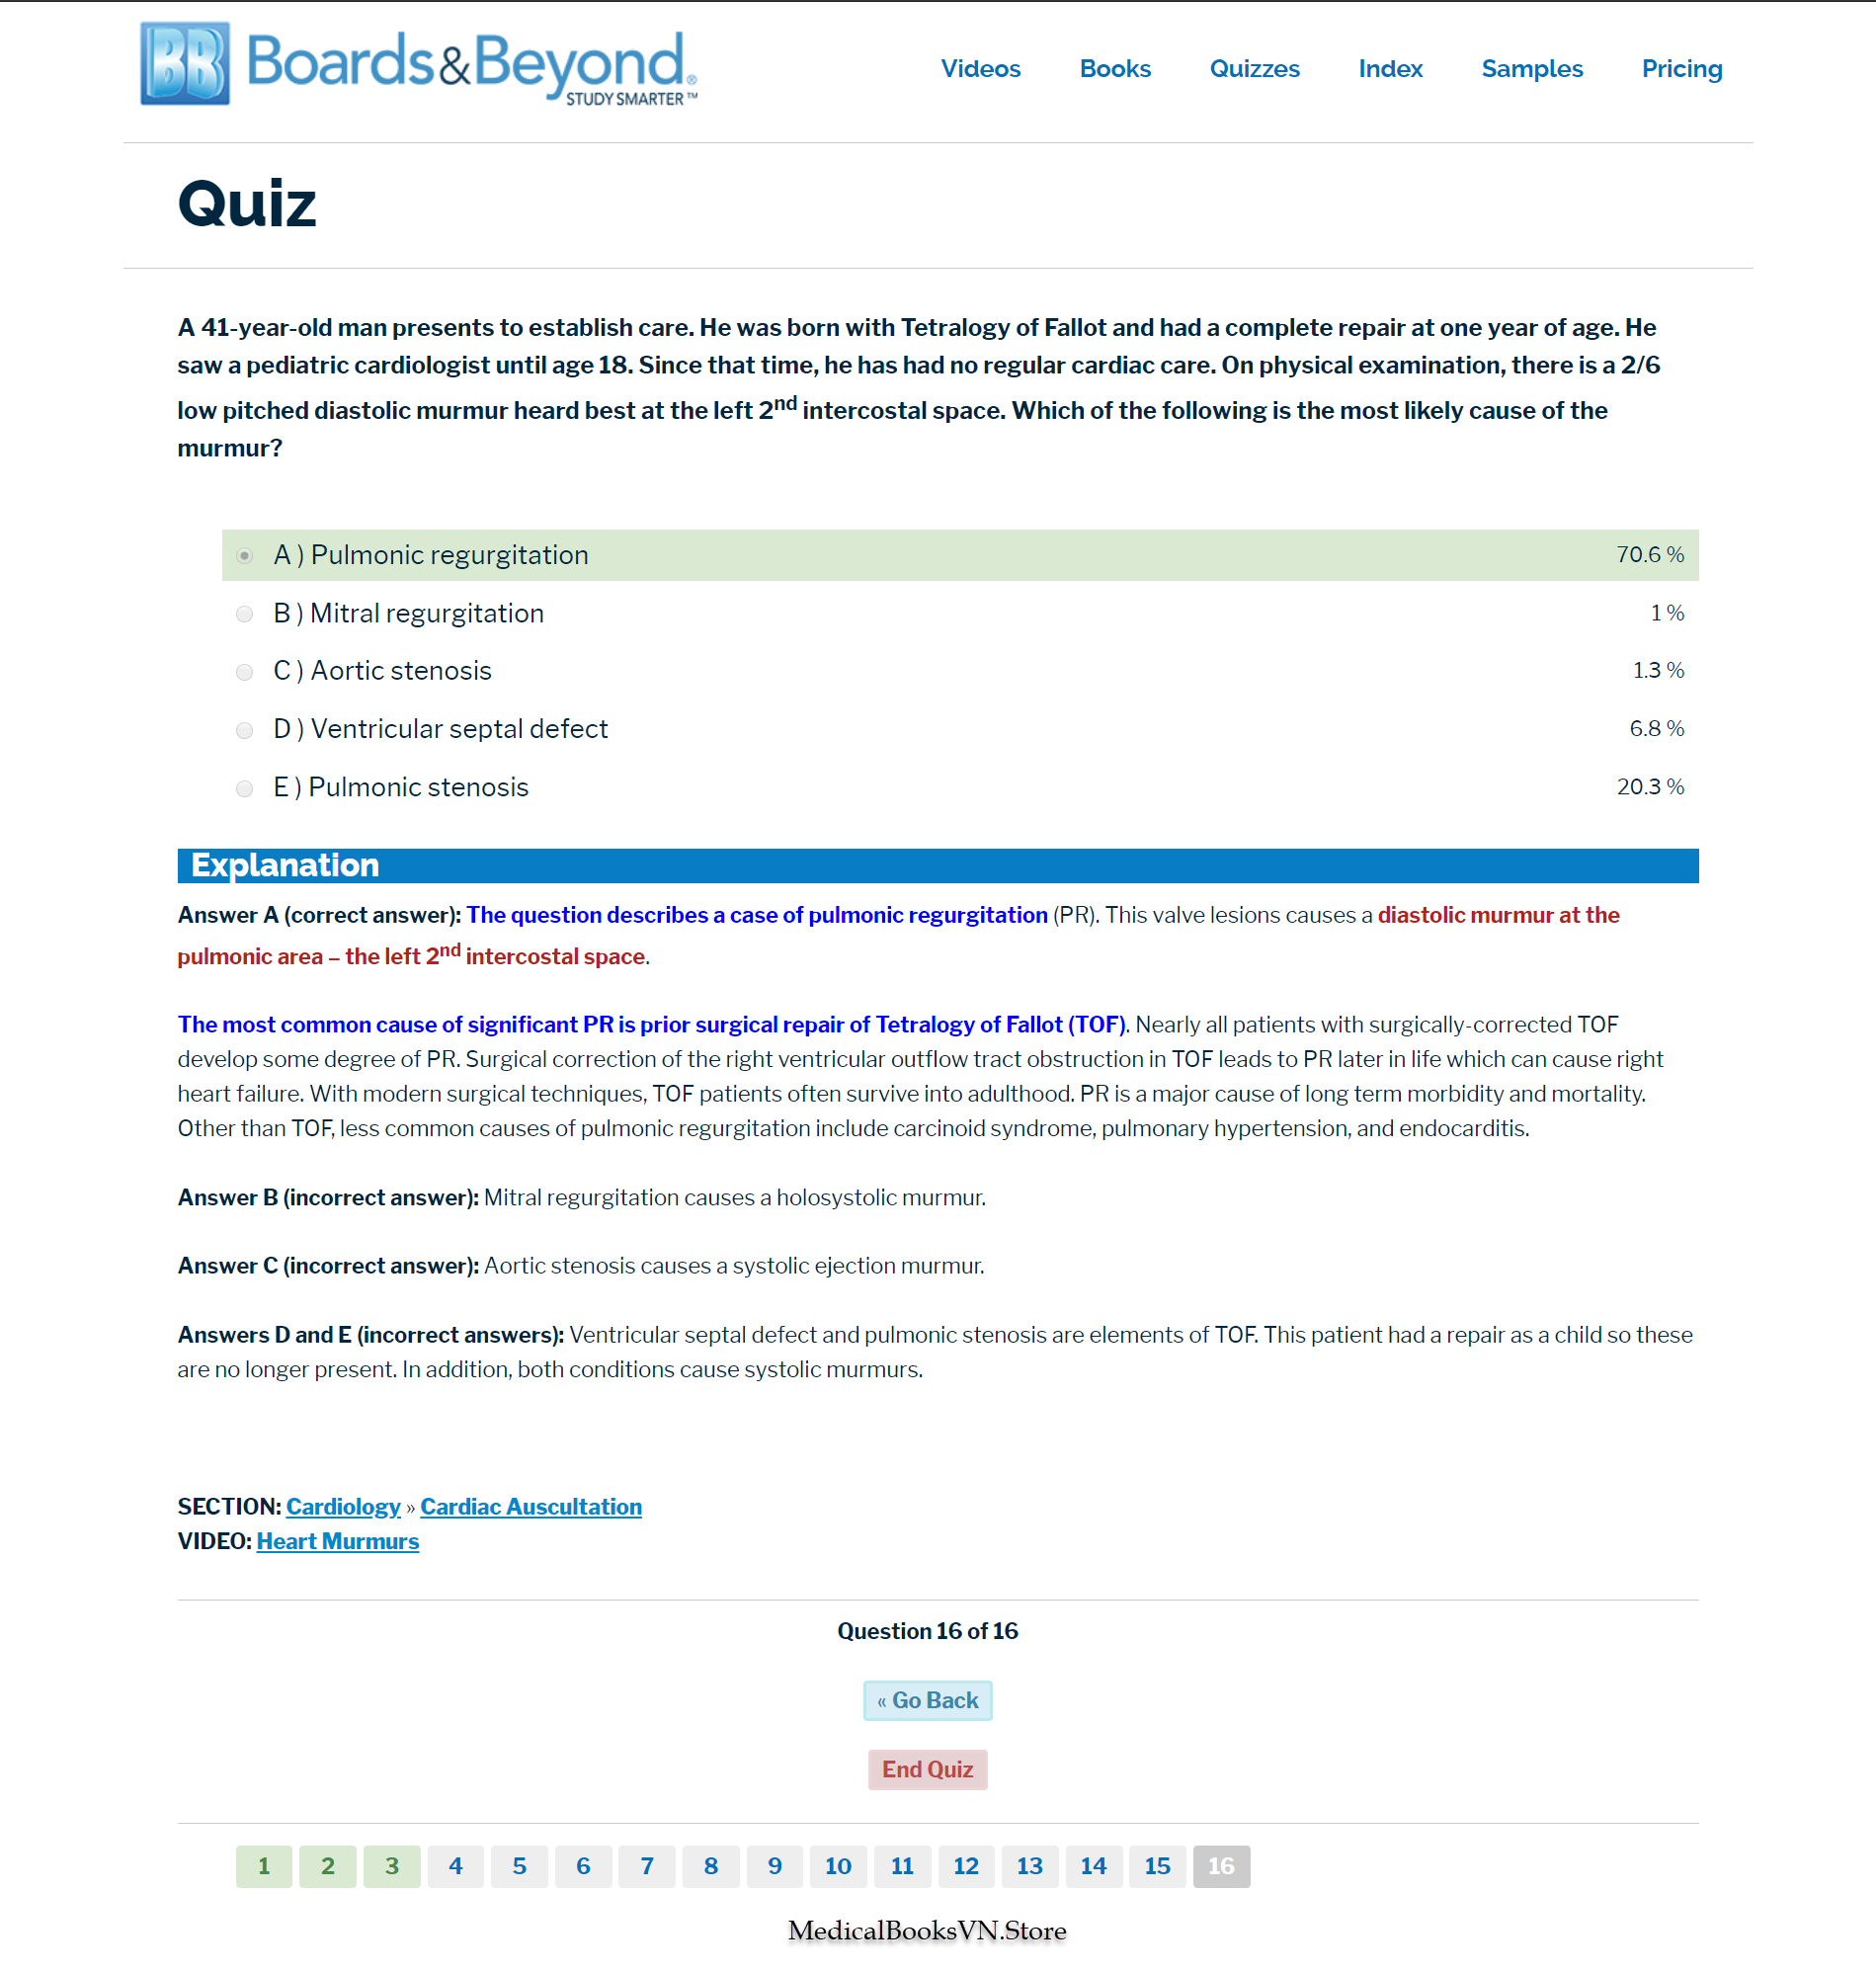 BB Boards&Beyond®
STUDY SMARTER™
Videos Books Quizzes Index Samples Pricing
Quiz
A 41-year-old man presents to establish care. He was born with Tetralogy of Fallot and had a complete repair at one year of age. He
saw a pediatric cardiologist until age 18. Since that time, he has had no regular cardiac care. On physical examination, there is a 2/6
low pitched diastolic murmur heard best at the left 2nd intercostal space. Which of the following is the most likely cause of the
murmur?
A ) Pulmonic regurgitation 70.6 %
B ) Mitral regurgitation 1 %
C ) Aortic stenosis 1.3 %
D ) Ventricular septal defect 6.8 %
E ) Pulmonic stenosis 20.3 %
Explanation
Answer A (correct answer): The question describes a case of pulmonic regurgitation (PR). This valve lesions causes a diastolic murmur at the
pulmonic area – the left 2nd intercostal space.
The most common cause of significant PR is prior surgical repair of Tetralogy of Fallot (TOF). Nearly all patients with surgically-corrected TOF
develop some degree of PR. Surgical correction of the right ventricular outflow tract obstruction in TOF leads to PR later in life which can cause right
heart failure. With modern surgical techniques, TOF patients often survive into adulthood. PR is a major cause of long term morbidity and mortality.
Other than TOF, less common causes of pulmonic regurgitation include carcinoid syndrome, pulmonary hypertension, and endocarditis.
Answer B (incorrect answer): Mitral regurgitation causes a holosystolic murmur.
Answer C (incorrect answer): Aortic stenosis causes a systolic ejection murmur.
Answers D and E (incorrect answers): Ventricular septal defect and pulmonic stenosis are elements of TOF. This patient had a repair as a child so these
are no longer present. In addition, both conditions cause systolic murmurs.
SECTION: Cardiology » Cardiac Auscultation
VIDEO: Heart Murmurs
Question 16 of 16
« Go Back
End Quiz
1 2 3 4 5 6 7 8 9 10 11 12 13 14 15 16
MedicalBooksVN.Store